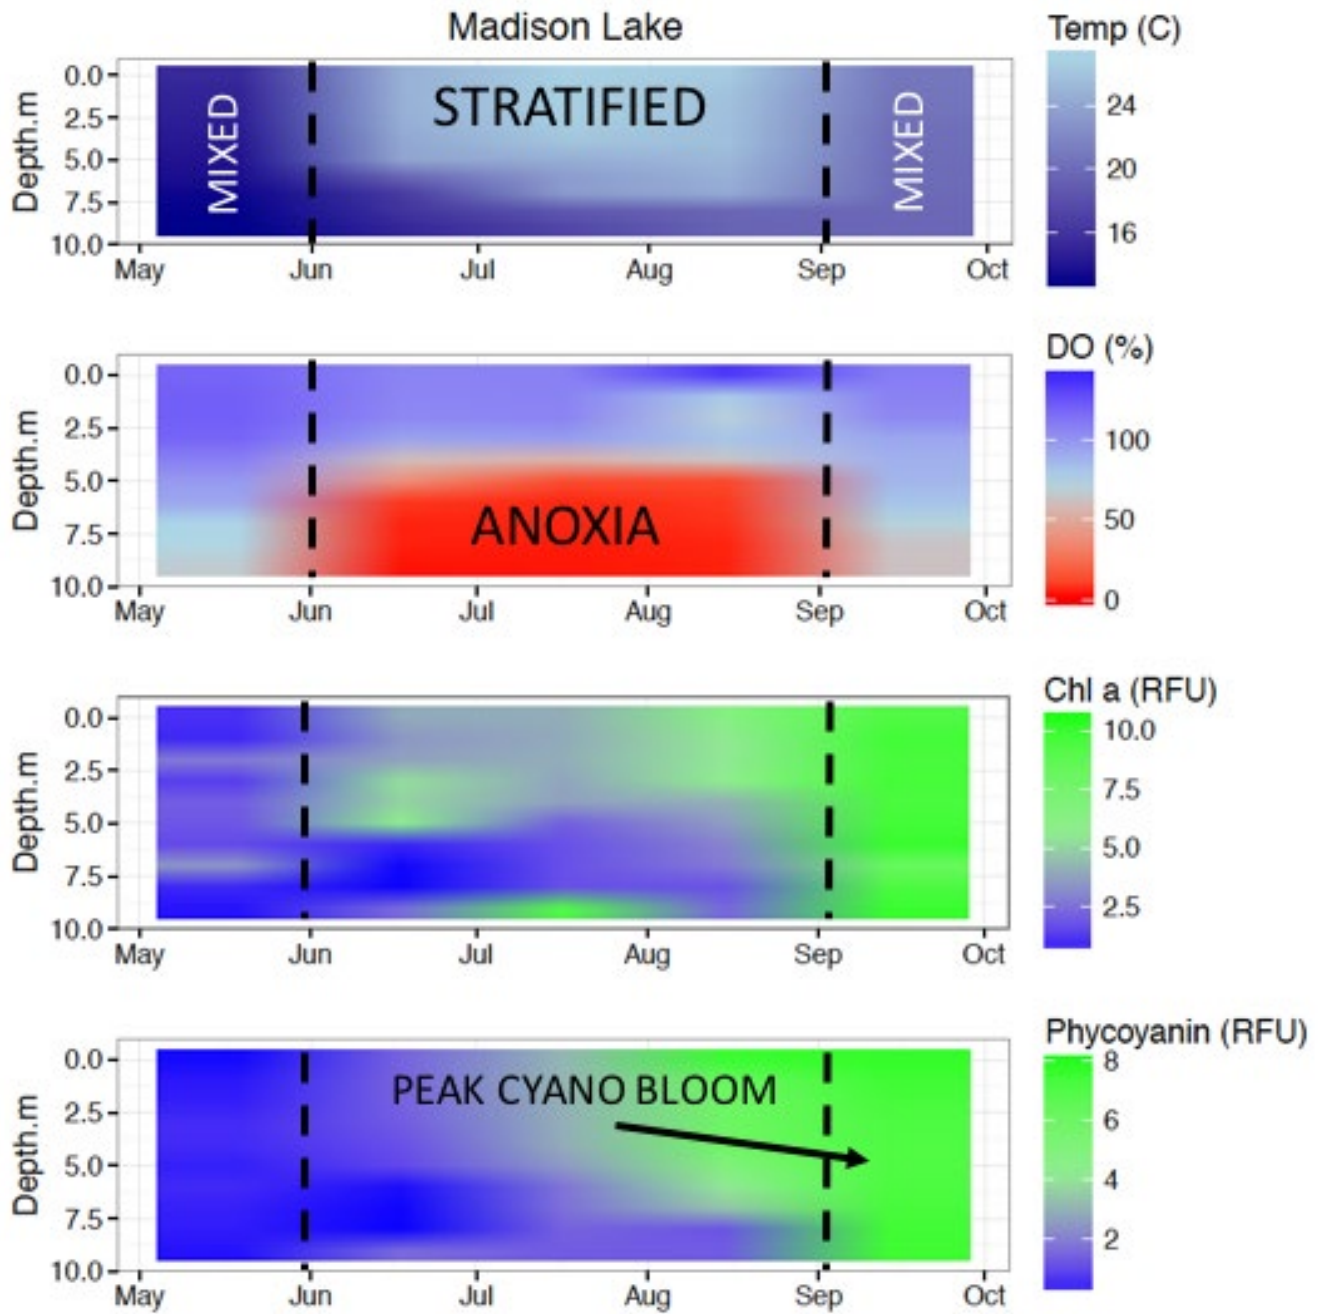 Madison Lake
Temp (C)
Depth.m
0.0
2.5
5.0
7.5
10.0
MIXED
STRATIFIED
MIXED
24
20
16
May Jun Jul Aug Sep Oct
DO (%)
Depth.m
0.0
2.5
5.0
7.5
10.0
ANOXIA
100
50
0
May Jun Jul Aug Sep Oct
Chl a (RFU)
Depth.m
0.0
2.5
5.0
7.5
10.0
10.0
7.5
5.0
2.5
May Jun Jul Aug Sep Oct
Phycoyanin (RFU)
Depth.m
0.0
2.5
5.0
7.5
10.0
PEAK CYANO BLOOM
8
6
4
2
May Jun Jul Aug Sep Oct